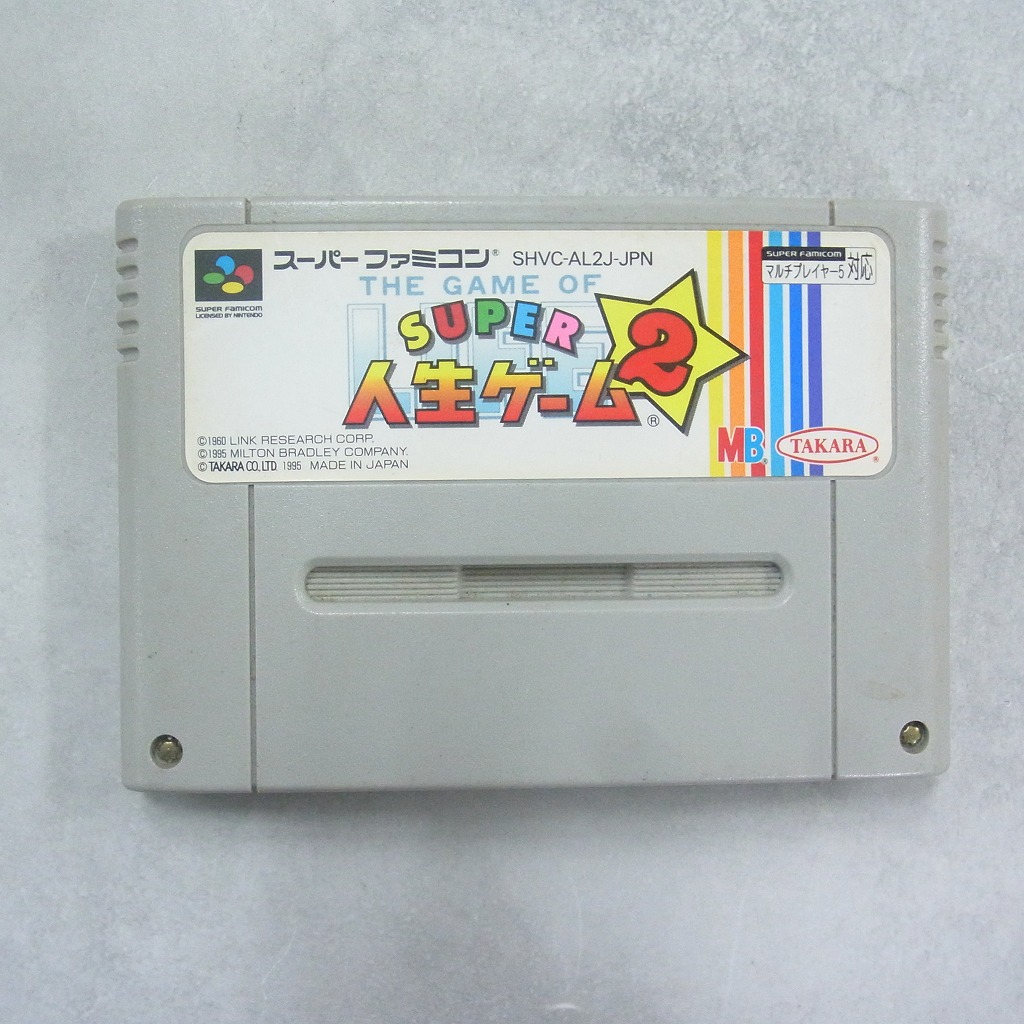 スーパーファミコン® SHVC-AL2J-JPN
SUPER FAMICOM
LICENSED BY NINTENDO
SUPER FAMICOM
マルチプレイヤー5 対応
THE GAME OF
LIFE
SUPER
人生ゲーム2®
©1960 LINK RESEARCH CORP.
©1995 MILTON BRADLEY COMPANY.
©TAKARA CO.,LTD. 1995 MADE IN JAPAN
MB® TAKARA®